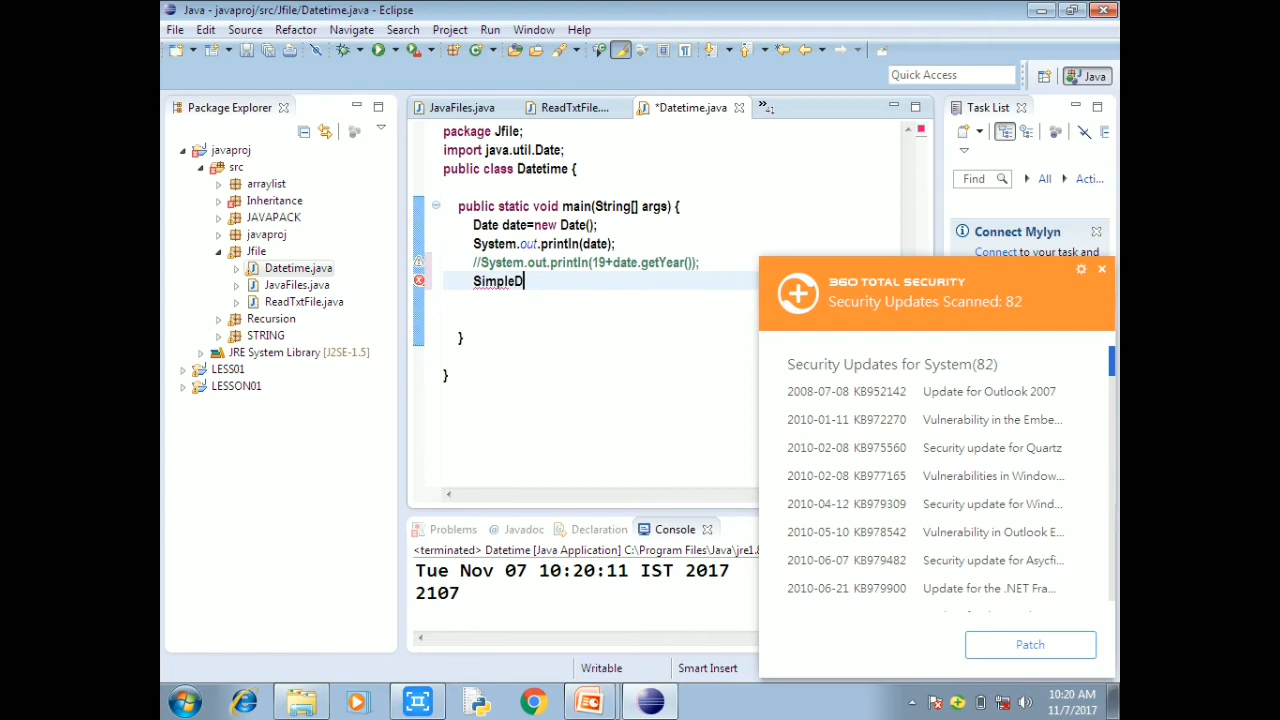 Java - javaproj/src/Jfile/Datetime.java - Eclipse
File Edit Source Refactor Navigate Search Project Run Window Help
Quick Access
Java
Package Explorer
javaproj
src
arraylist
Inheritance
JAVAPACK
javaproj
Jfile
Datetime.java
JavaFiles.java
ReadTxtFile.java
Recursion
STRING
JRE System Library [J2SE-1.5]
LESS01
LESSON01
JavaFiles.java ReadTxtFile.... *Datetime.java »41
package Jfile;
import java.util.Date;
public class Datetime {
public static void main(String[] args) {
Date date=new Date();
System.out.println(date);
//System.out.println(19+date.getYear());
SimpleD
}
}
Task List
Find All Acti...
Connect Mylyn
Connect to your task and
360 TOTAL SECURITY
Security Updates Scanned: 82
Security Updates for System(82)
2008-07-08 KB952142 Update for Outlook 2007
2010-01-11 KB972270 Vulnerability in the Embe...
2010-02-08 KB975560 Security update for Quartz
2010-02-08 KB977165 Vulnerabilities in Window...
2010-04-12 KB979309 Security update for Wind...
2010-05-10 KB978542 Vulnerability in Outlook E...
2010-06-07 KB979482 Security update for Asycfi...
2010-06-21 KB979900 Update for the .NET Fra...
Patch
Problems Javadoc Declaration Console
<terminated> Datetime [Java Application] C:\Program Files\Java\jre1.8
Tue Nov 07 10:20:11 IST 2017
2107
Writable Smart Insert
10:20 AM
11/7/2017